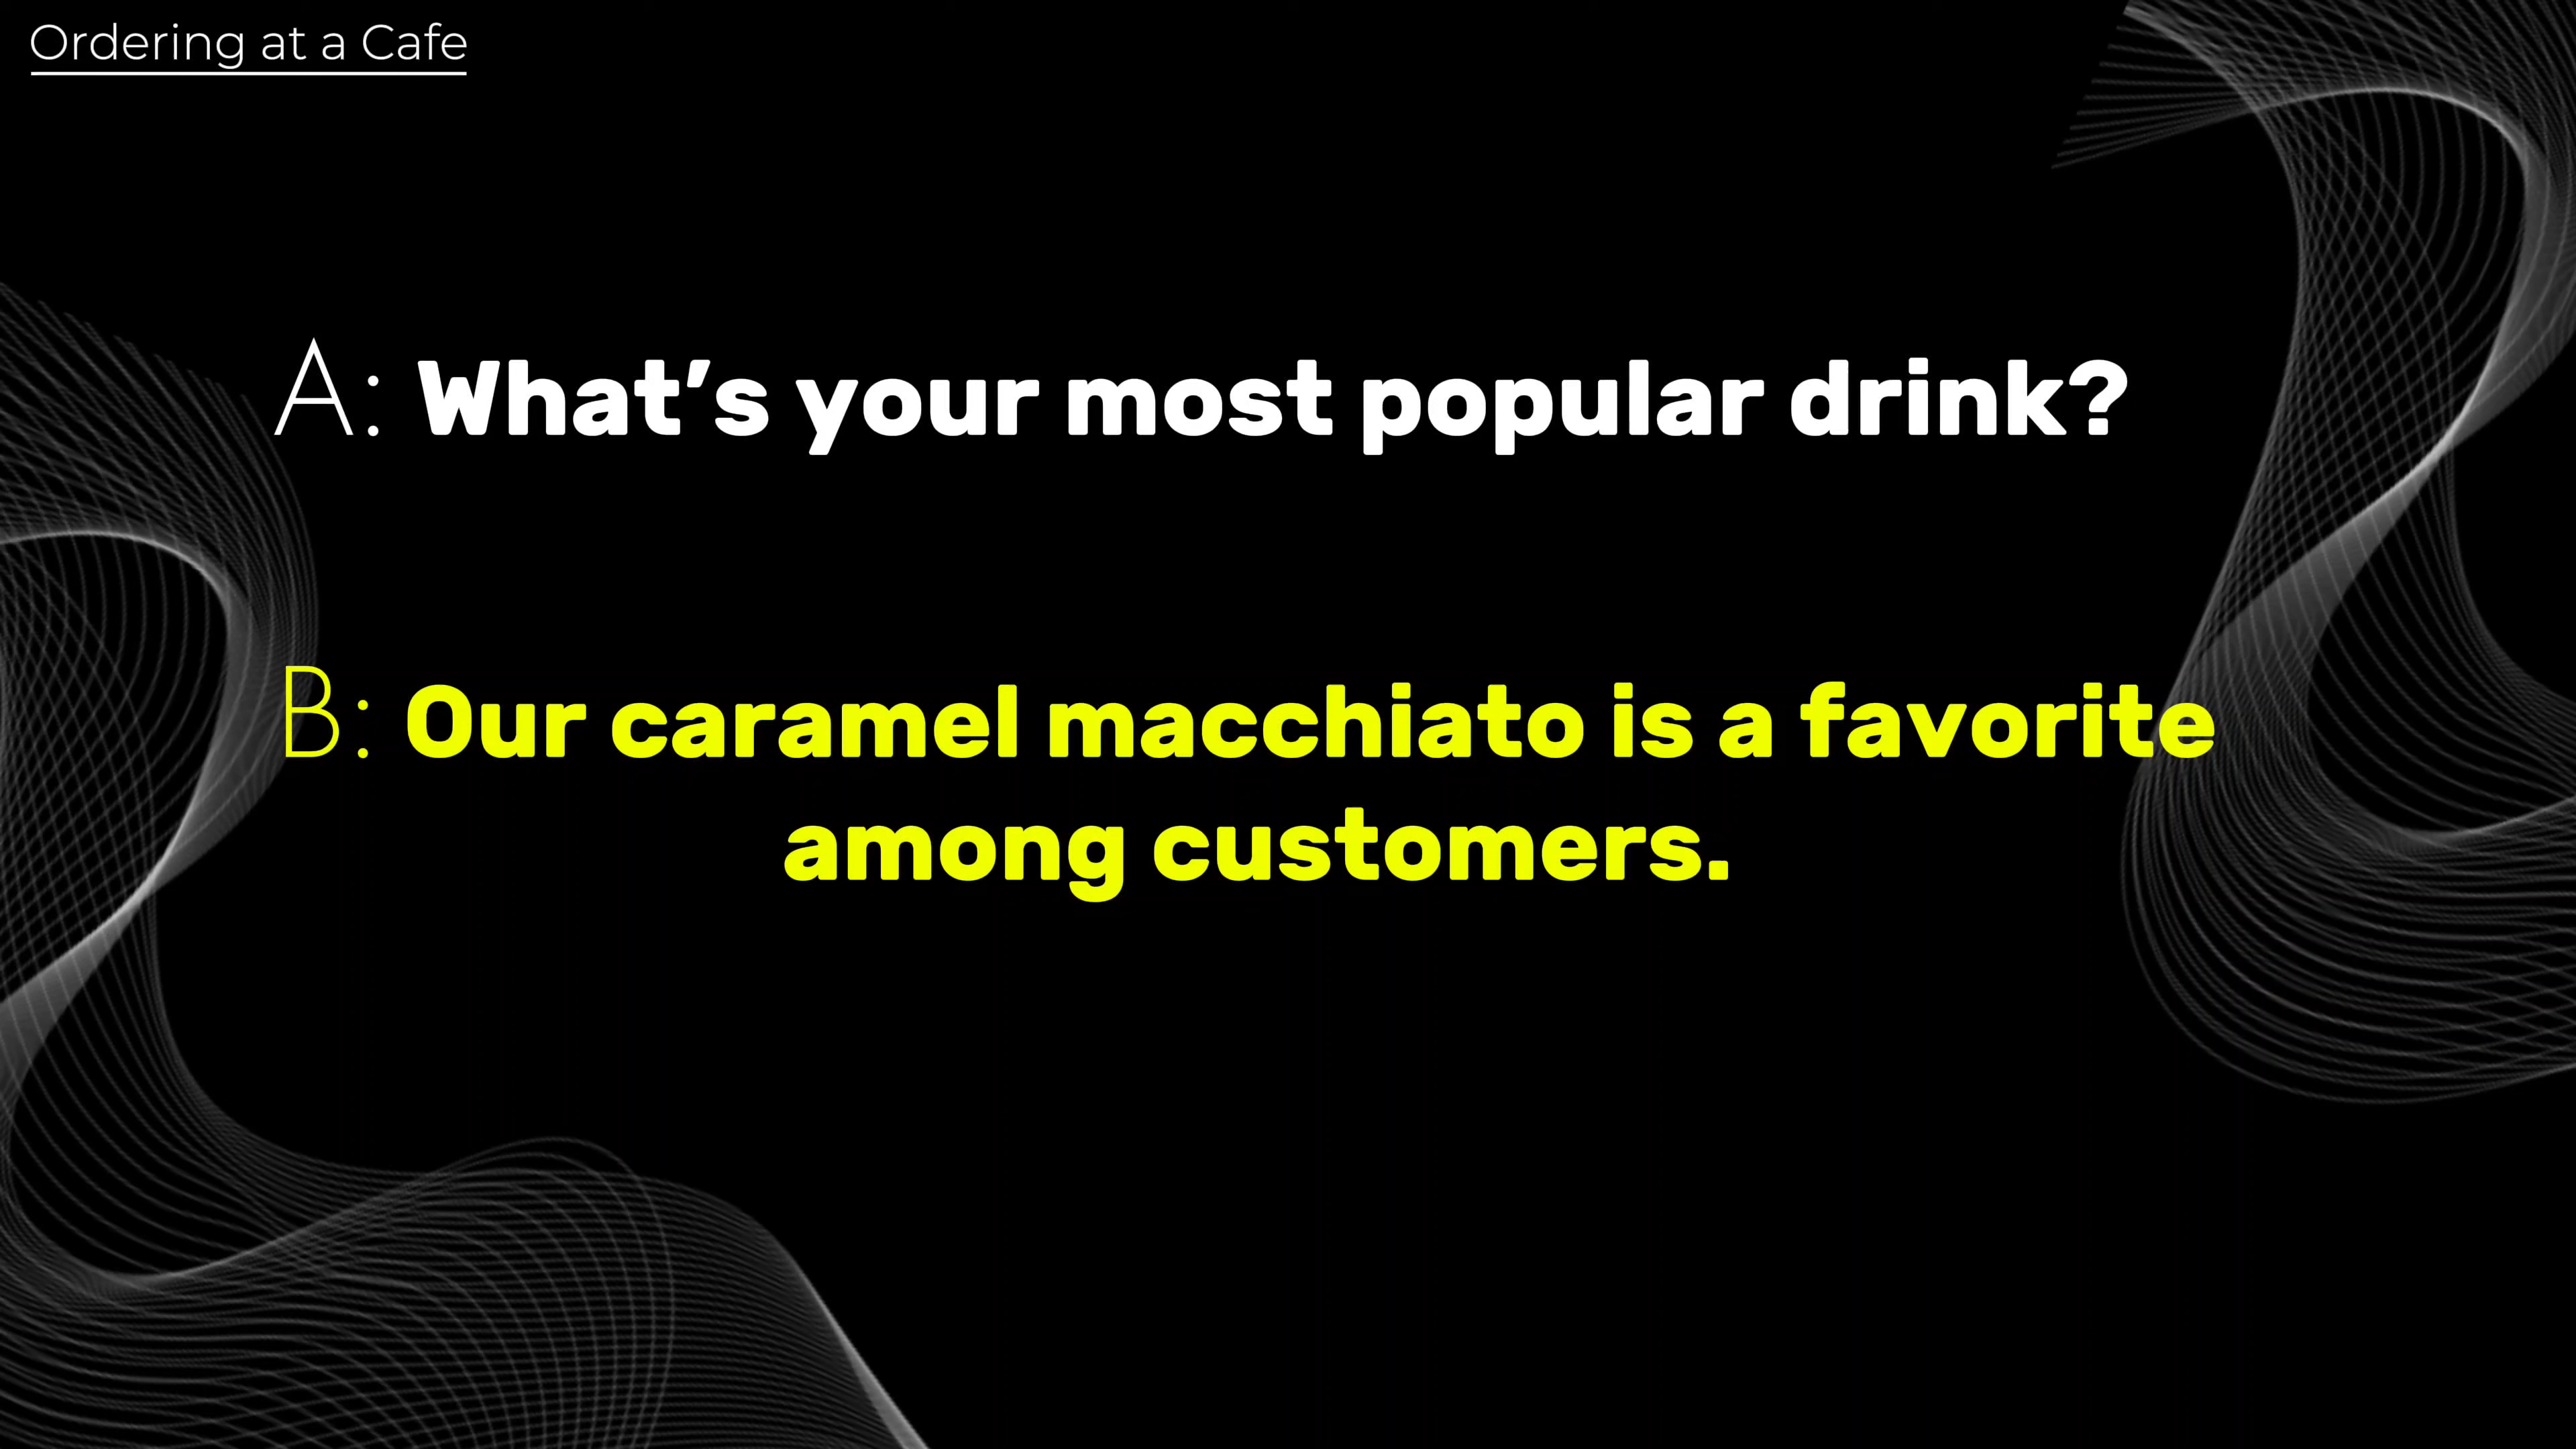 Ordering at a Cafe
A: What’s your most popular drink?
B: Our caramel macchiato is a favorite
among customers.